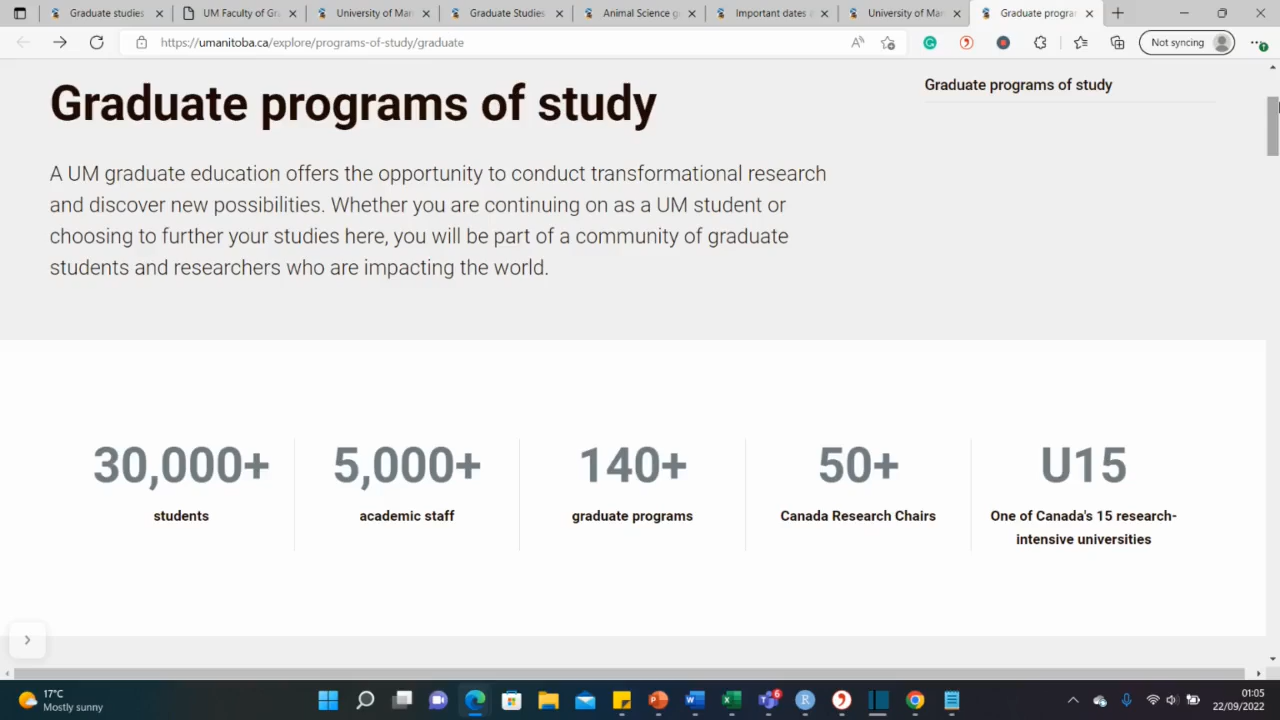 Graduate studies
UM Faculty of Gr
University of Man
Graduate Studies
Animal Science g
Important dates
University of Man
Graduate progra
https://umanitoba.ca/explore/programs-of-study/graduate
Not syncing
Graduate programs of study
Graduate programs of study
A UM graduate education offers the opportunity to conduct transformational research
and discover new possibilities. Whether you are continuing on as a UM student or
choosing to further your studies here, you will be part of a community of graduate
students and researchers who are impacting the world.
30,000+
students
5,000+
academic staff
140+
graduate programs
50+
Canada Research Chairs
U15
One of Canada's 15 research-
intensive universities
17°C
Mostly sunny
6
01:05
22/09/2022